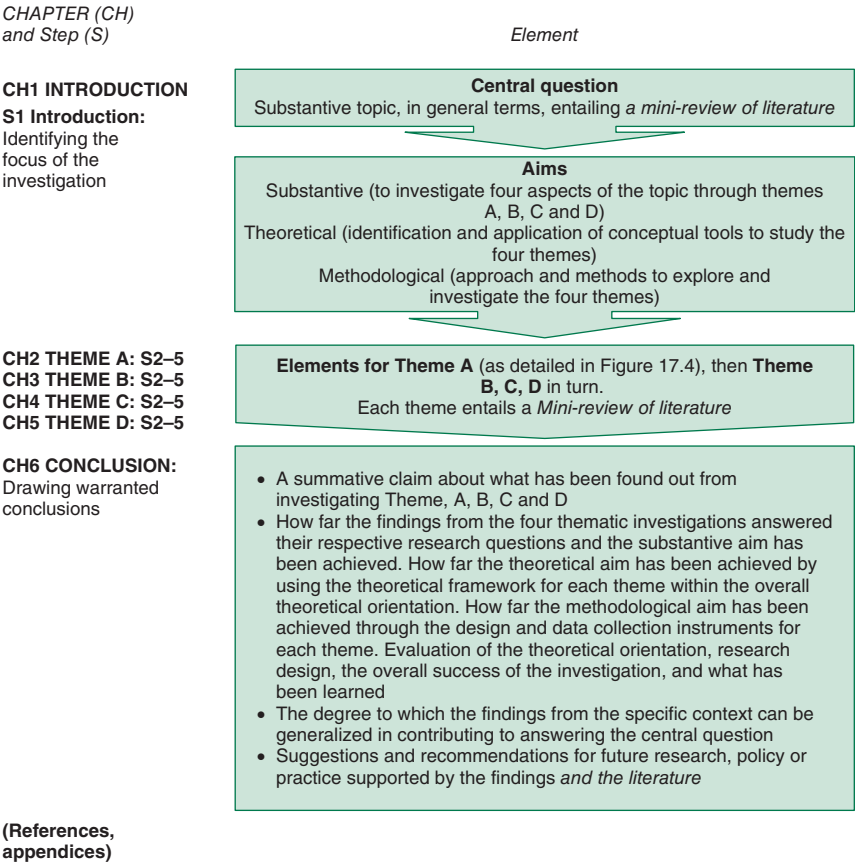 CHAPTER (CH)
and Step (S)
Element
CH1 INTRODUCTION
S1 Introduction:
Identifying the
focus of the
investigation
Central question
Substantive topic, in general terms, entailing a mini-review of literature
Aims
Substantive (to investigate four aspects of the topic through themes
A, B, C and D)
Theoretical (identification and application of conceptual tools to study the
four themes)
Methodological (approach and methods to explore and
investigate the four themes)
CH2 THEME A: S2–5
CH3 THEME B: S2–5
CH4 THEME C: S2–5
CH5 THEME D: S2–5
Elements for Theme A (as detailed in Figure 17.4), then Theme
B, C, D in turn.
Each theme entails a Mini-review of literature
CH6 CONCLUSION:
Drawing warranted
conclusions
• A summative claim about what has been found out from
investigating Theme, A, B, C and D
• How far the findings from the four thematic investigations answered
their respective research questions and the substantive aim has
been achieved. How far the theoretical aim has been achieved by
using the theoretical framework for each theme within the overall
theoretical orientation. How far the methodological aim has been
achieved through the design and data collection instruments for
each theme. Evaluation of the theoretical orientation, research
design, the overall success of the investigation, and what has
been learned
• The degree to which the findings from the specific context can be
generalized in contributing to answering the central question
• Suggestions and recommendations for future research, policy or
practice supported by the findings and the literature
(References,
appendices)